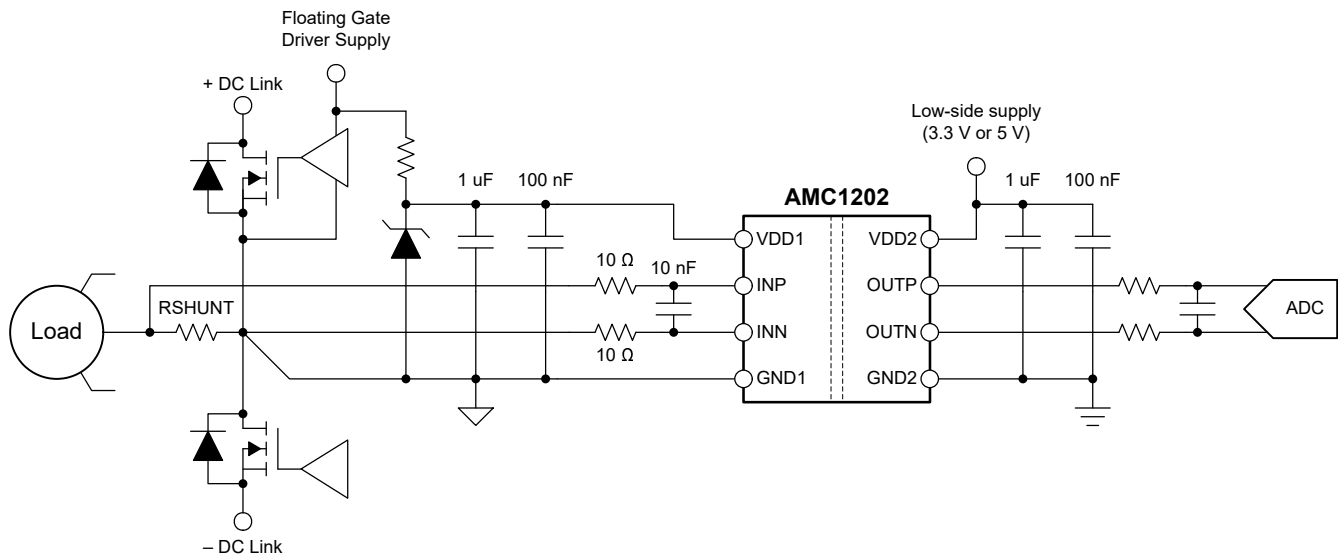 Floating Gate
Driver Supply
+ DC Link
Low-side supply
(3.3 V or 5 V)
1 uF
100 nF
AMC1202
1 uF
100 nF
VDD1
VDD2
10 Ω
10 nF
INP
OUTP
RSHUNT
Load
ADC
INN
OUTN
10 Ω
GND1
GND2
– DC Link